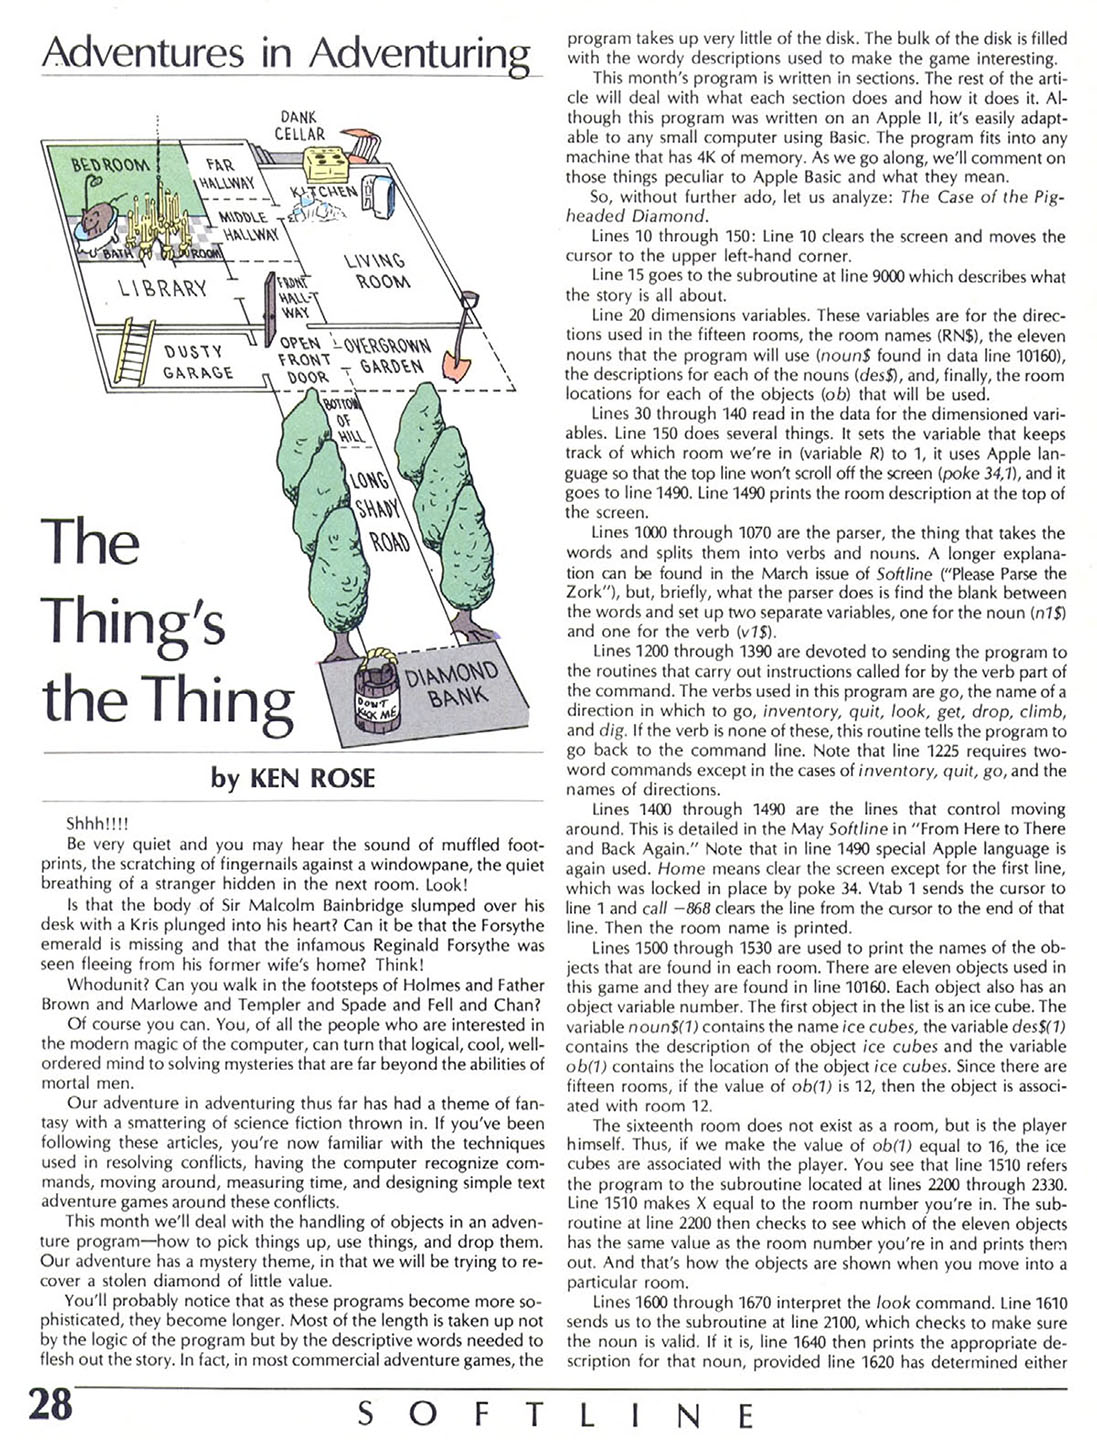 Adventures in Adventuring
DANK
CELLAR
BEDROOM
FAR
HALLWAY
KITCHEN
MIDDLE
HALLWAY
BATH ROOM
LIVING
ROOM
LIBRARY
FRONT
HALL-
WAY
DUSTY
GARAGE
OPEN
FRONT
DOOR
OVERGROWN
GARDEN
BOTTOM
OF
HILL
LONG
SHADY
ROAD
DIAMOND
BANK
DON'T
KICK ME
The
Thing's
the Thing
by KEN ROSE
Shhh!!!!
Be very quiet and you may hear the sound of muffled foot-
prints, the scratching of fingernails against a windowpane, the quiet
breathing of a stranger hidden in the next room. Look!
Is that the body of Sir Malcolm Bainbridge slumped over his
desk with a Kris plunged into his heart? Can it be that the Forsythe
emerald is missing and that the infamous Reginald Forsythe was
seen fleeing from his former wife's home? Think!
Whodunit? Can you walk in the footsteps of Holmes and Father
Brown and Marlowe and Templer and Spade and Fell and Chan?
Of course you can. You, of all the people who are interested in
the modern magic of the computer, can turn that logical, cool, well-
ordered mind to solving mysteries that are far beyond the abilities of
mortal men.
Our adventure in adventuring thus far has had a theme of fan-
tasy with a smattering of science fiction thrown in. If you've been
following these articles, you're now familiar with the techniques
used in resolving conflicts, having the computer recognize com-
mands, moving around, measuring time, and designing simple text
adventure games around these conflicts.
This month we'll deal with the handling of objects in an adven-
ture program—how to pick things up, use things, and drop them.
Our adventure has a mystery theme, in that we will be trying to re-
cover a stolen diamond of little value.
You'll probably notice that as these programs become more so-
phisticated, they become longer. Most of the length is taken up not
by the logic of the program but by the descriptive words needed to
flesh out the story. In fact, in most commercial adventure games, the
program takes up very little of the disk. The bulk of the disk is filled
with the wordy descriptions used to make the game interesting.
This month's program is written in sections. The rest of the arti-
cle will deal with what each section does and how it does it. Al-
though this program was written on an Apple II, it's easily adapt-
able to any small computer using Basic. The program fits into any
machine that has 4K of memory. As we go along, we'll comment on
those things peculiar to Apple Basic and what they mean.
So, without further ado, let us analyze: The Case of the Pig-
headed Diamond.
Lines 10 through 150: Line 10 clears the screen and moves the
cursor to the upper left-hand corner.
Line 15 goes to the subroutine at line 9000 which describes what
the story is all about.
Line 20 dimensions variables. These variables are for the direc-
tions used in the fifteen rooms, the room names (RN$), the eleven
nouns that the program will use (noun$ found in data line 10160),
the descriptions for each of the nouns (des$), and, finally, the room
locations for each of the objects (ob) that will be used.
Lines 30 through 140 read in the data for the dimensioned vari-
ables. Line 150 does several things. It sets the variable that keeps
track of which room we're in (variable R) to 1, it uses Apple lan-
guage so that the top line won't scroll off the screen (poke 34,1), and it
goes to line 1490. Line 1490 prints the room description at the top of
the screen.
Lines 1000 through 1070 are the parser, the thing that takes the
words and splits them into verbs and nouns. A longer explana-
tion can be found in the March issue of Softline ("Please Parse the
Zork"), but, briefly, what the parser does is find the blank between
the words and set up two separate variables, one for the noun (n1$)
and one for the verb (v1$).
Lines 1200 through 1390 are devoted to sending the program to
the routines that carry out instructions called for by the verb part of
the command. The verbs used in this program are go, the name of a
direction in which to go, inventory, quit, look, get, drop, climb,
and dig. If the verb is none of these, this routine tells the program to
go back to the command line. Note that line 1225 requires two-
word commands except in the cases of inventory, quit, go, and the
names of directions.
Lines 1400 through 1490 are the lines that control moving
around. This is detailed in the May Softline in "From Here to There
and Back Again." Note that in line 1490 special Apple language is
again used. Home means clear the screen except for the first line,
which was locked in place by poke 34. Vtab 1 sends the cursor to
line 1 and call −868 clears the line from the cursor to the end of that
line. Then the room name is printed.
Lines 1500 through 1530 are used to print the names of the ob-
jects that are found in each room. There are eleven objects used in
this game and they are found in line 10160. Each object also has an
object variable number. The first object in the list is an ice cube. The
variable noun$(1) contains the name ice cubes, the variable des$(1)
contains the description of the object ice cubes and the variable
ob(1) contains the location of the object ice cubes. Since there are
fifteen rooms, if the value of ob(1) is 12, then the object is associ-
ated with room 12.
The sixteenth room does not exist as a room, but is the player
himself. Thus, if we make the value of ob(1) equal to 16, the ice
cubes are associated with the player. You see that line 1510 refers
the program to the subroutine located at lines 2200 through 2330.
Line 1510 makes X equal to the room number you're in. The sub-
routine at line 2200 then checks to see which of the eleven objects
has the same value as the room number you're in and prints them
out. And that's how the objects are shown when you move into a
particular room.
Lines 1600 through 1670 interpret the look command. Line 1610
sends us to the subroutine at line 2100, which checks to make sure
the noun is valid. If it is, line 1640 then prints the appropriate de-
scription for that noun, provided line 1620 has determined either
28
SOFTLINE